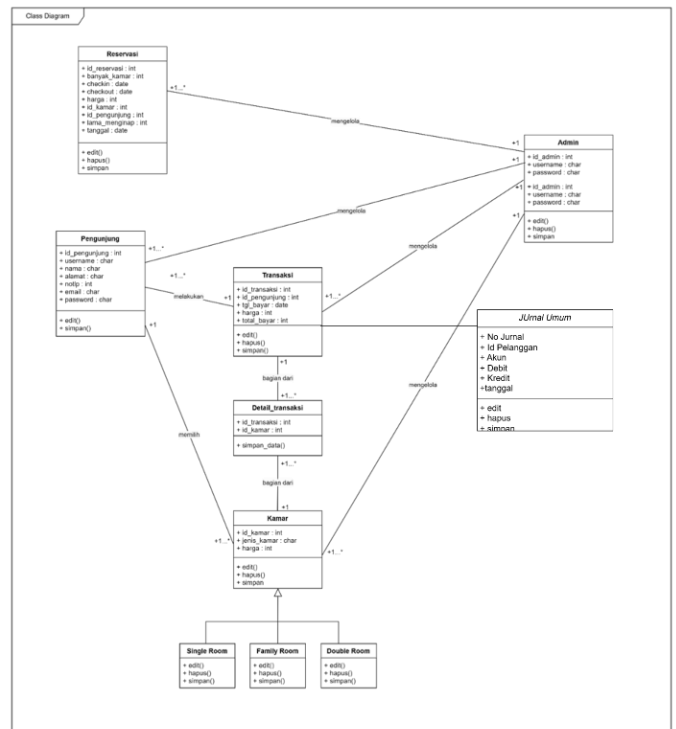 Class Diagram
Reservasi
+ id_reservasi : int
+ banyak_kamar : int
+ checkin : date
+ checkout : date
+ harga : int
+ id_kamar : int
+ id_pengunjung : int
+ lama_menginap : int
+ tanggal : date
+ edit()
+ hapus()
+ simpan
+1...*
mengelola
+1
Admin
+ id_admin : int
+ username : char
+ password : char
+ id_admin : int
+ username : char
+ password : char
+ edit()
+ hapus()
+ simpan
+1
mengelola
+1...*
+1
mengelola
+1...*
+1
mengelola
+1...*
Pengunjung
+ id_pengunjung : int
+ username : char
+ nama : char
+ alamat : char
+ notlp : int
+ email : char
+ password : char
+ edit()
+ simpan()
+1...*
melakukan
+1
Transaksi
+ id_transaksi : int
+ id_pengunjung : int
+ tgl_bayar : date
+ harga : int
+ total_bayar : int
+ edit()
+ hapus()
+ simpan()
JUrnal Umum
+ No Jurnal
+ Id Pelanggan
+ Akun
+ Debit
+ Kredit
+tanggal
+ edit
+ hapus
+ simpan
+1
bagian dari
+1...*
Detail_transaksi
+ id_transaksi : int
+ id_kamar : int
+ simpan_data()
+1...*
bagian dari
+1
+1
memilih
+1...*
Kamar
+ id_kamar : int
+ jenis_kamar : char
+ harga : int
+ edit()
+ hapus()
+ simpan
Single Room
+ edit()
+ hapus()
+ simpan()
Family Room
+ edit()
+ hapus()
+ simpan()
Double Room
+ edit()
+ hapus()
+ simpan()